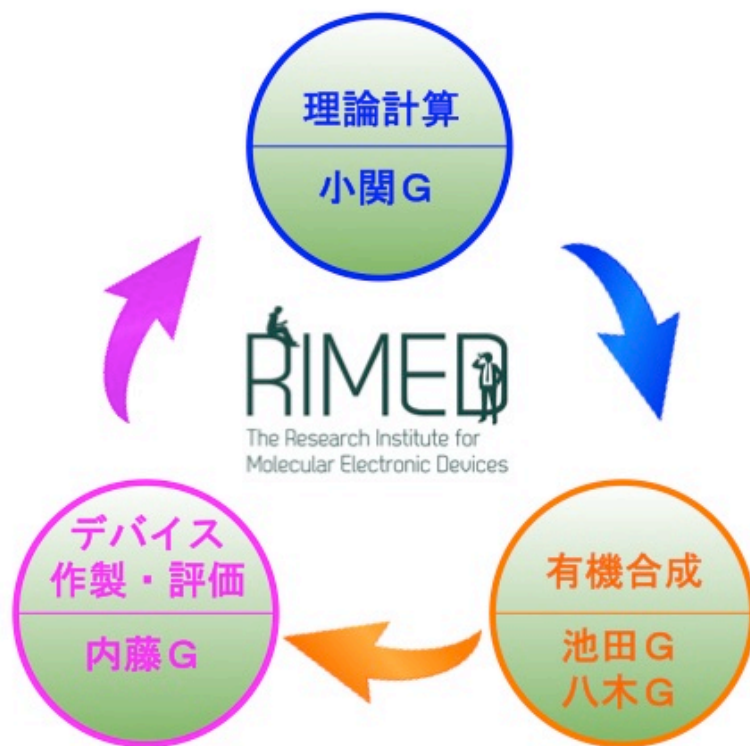 理論計算
小関G
RIMED
The Research Institute for
Molecular Electronic Devices
デバイス
作製・評価
内藤G
有機合成
池田G
八木G